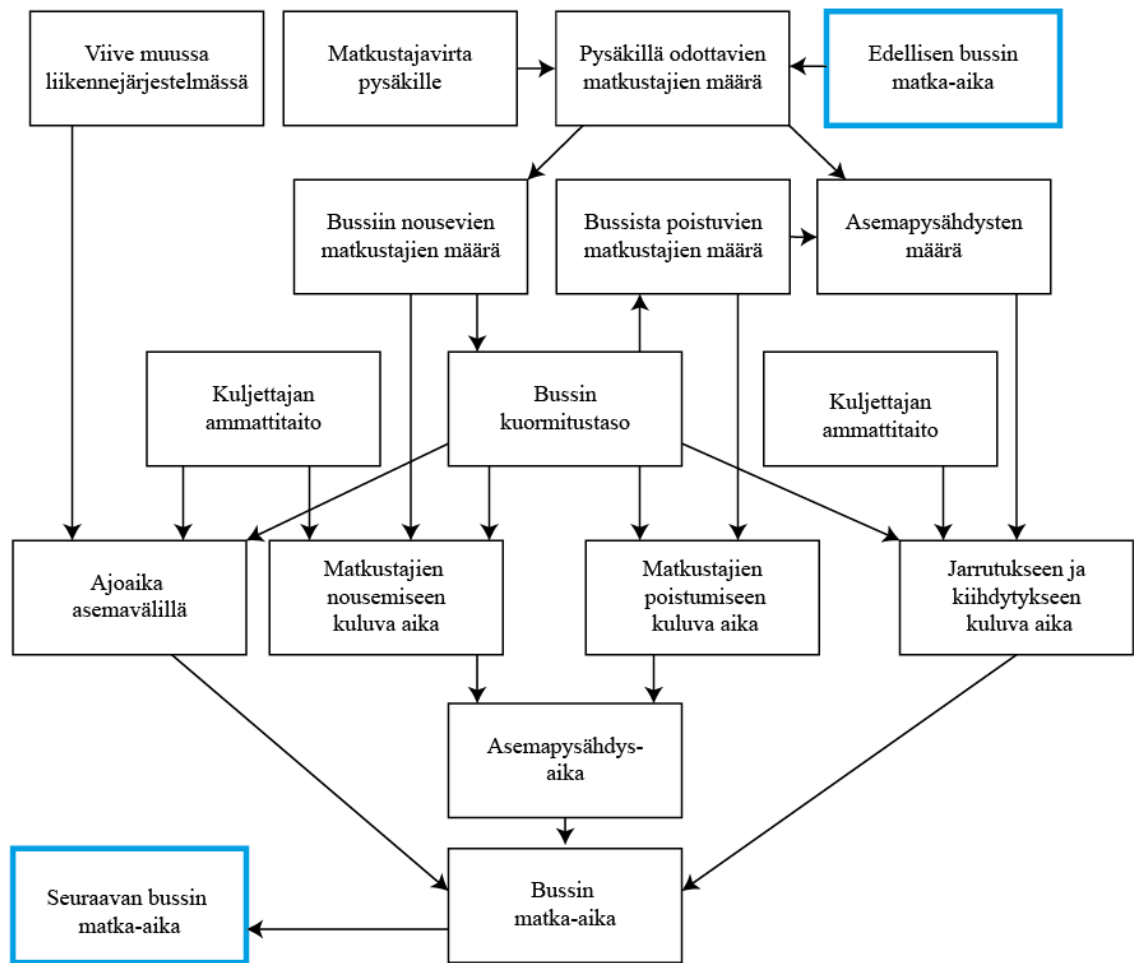 Viive muussa
liikennejärjestelmässä
Matkustajavirta
pysäkille
Pysäkillä odottavien
matkustajien määrä
Edellisen bussin
matka-aika
Bussiin nousevien
matkustajien määrä
Bussista poistuvien
matkustajien määrä
Asemapysähdysten
määrä
Kuljettajan
ammattitaito
Bussin
kuormitustaso
Kuljettajan
ammattitaito
Ajoaika
asemavälillä
Matkustajien
nousemiseen
kuluva aika
Matkustajien
poistumiseen
kuluva aika
Jarrutukseen ja
kiihdytykseen
kuluva aika
Asemapysähdys-
aika
Seuraavan bussin
matka-aika
Bussin
matka-aika